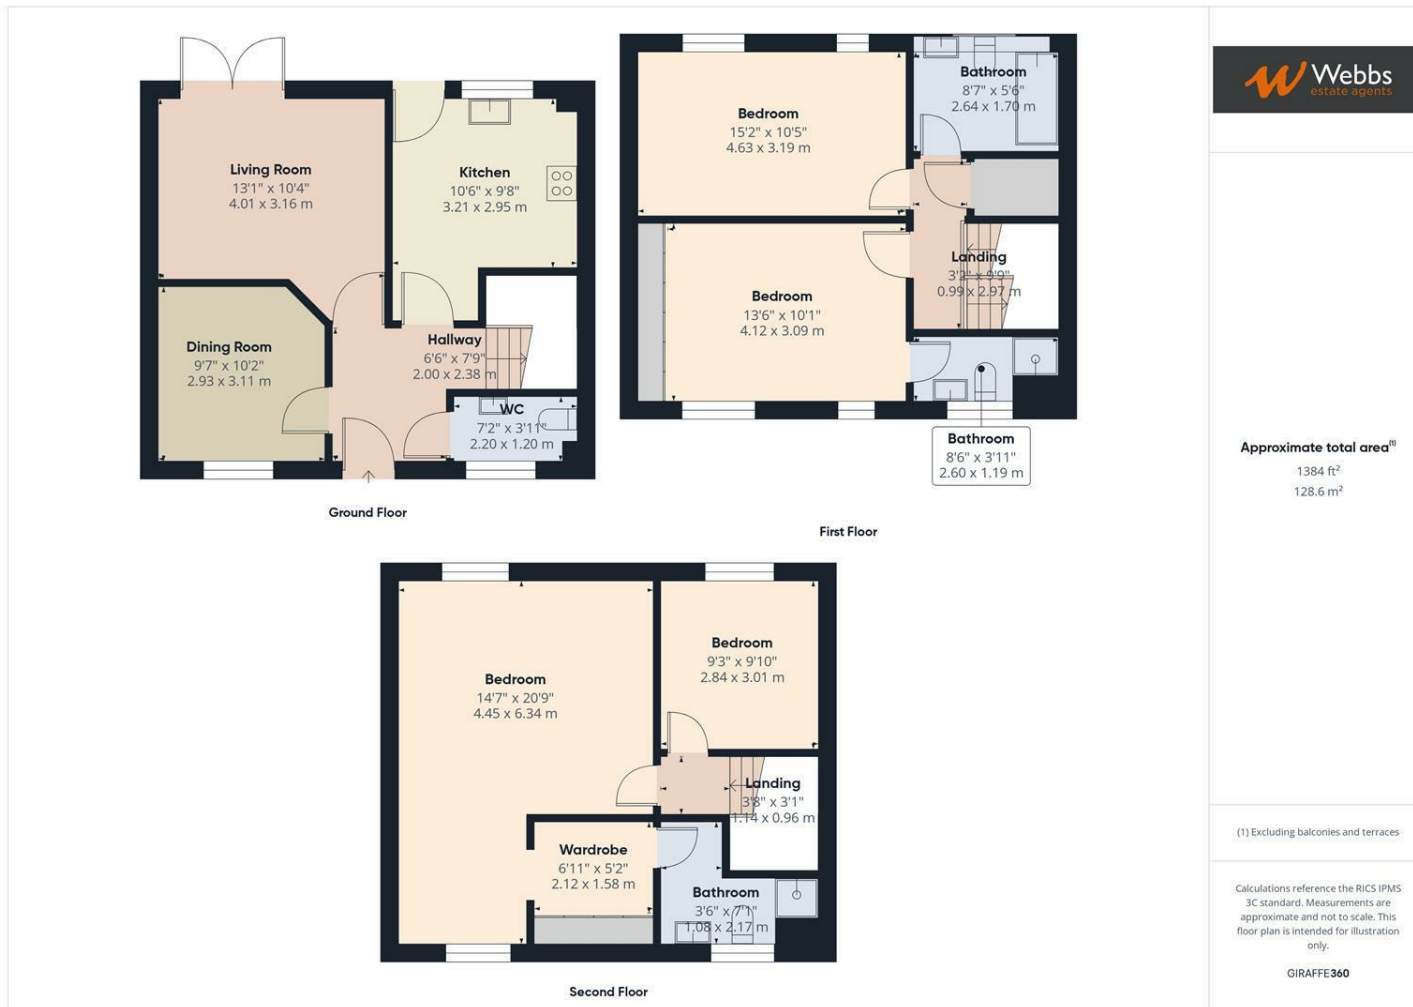 Living Room
13'1" x 10'4"
4.01 x 3.16 m
Kitchen
10'6" x 9'8"
3.21 x 2.95 m
Dining Room
9'7" x 10'2"
2.93 x 3.11 m
Hallway
6'6" x 7'9"
2.00 x 2.38 m
WC
7'2" x 3'11"
2.20 x 1.20 m
Ground Floor
Bedroom
15'2" x 10'5"
4.63 x 3.19 m
Bathroom
8'7" x 5'6"
2.64 x 1.70 m
Bedroom
13'6" x 10'1"
4.12 x 3.09 m
Landing
3'2" x 9'9"
0.99 x 2.97 m
Bathroom
8'6" x 3'11"
2.60 x 1.19 m
First Floor
Bedroom
14'7" x 20'9"
4.45 x 6.34 m
Bedroom
9'3" x 9'10"
2.84 x 3.01 m
Landing
3'8" x 3'1"
1.14 x 0.96 m
Wardrobe
6'11" x 5'2"
2.12 x 1.58 m
Bathroom
3'6" x 7'1"
1.08 x 2.17 m
Second Floor
Webbs
estate agents
Approximate total area⁽¹⁾
1384 ft²
128.6 m²
(1) Excluding balconies and terraces
Calculations reference the RICS IPMS
3C standard. Measurements are
approximate and not to scale. This
floor plan is intended for illustration
only.
GIRAFFE360